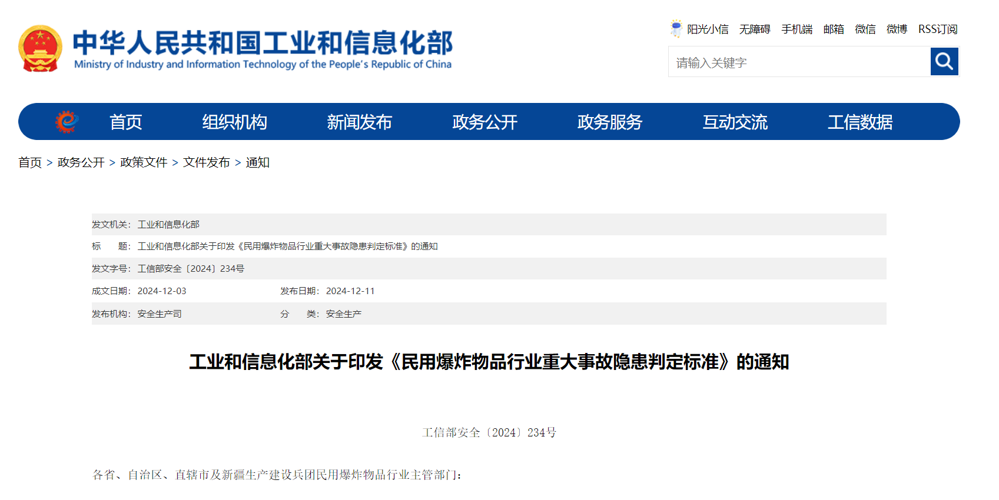 中华人民共和国工业和信息化部
Ministry of Industry and Information Technology of the People's Republic of China
阳光小信 无障碍 手机端 邮箱 微信 微博 RSS订阅
请输入关键字
首页 组织机构 新闻发布 政务公开 政务服务 互动交流 工信数据
首页 > 政务公开 > 政策文件 > 文件发布 > 通知
发文机关： 工业和信息化部
标 题： 工业和信息化部关于印发《民用爆炸物品行业重大事故隐患判定标准》的通知
发文字号： 工信部安全〔2024〕234号
成文日期： 2024-12-03 发布日期： 2024-12-11
发布机构： 安全生产司 分 类： 安全生产
工业和信息化部关于印发《民用爆炸物品行业重大事故隐患判定标准》的通知
工信部安全〔2024〕234号
各省、自治区、直辖市及新疆生产建设兵团民用爆炸物品行业主管部门：